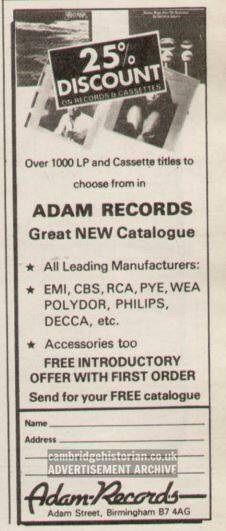 25%
DISCOUNT
ON RECORDS & CASSETTES
Over 1000 LP and Cassette titles to
choose from in
ADAM RECORDS
Great NEW Catalogue
★ All Leading Manufacturers:
★ EMI, CBS, RCA, PYE, WEA
POLYDOR, PHILIPS,
DECCA, etc.
★ Accessories too
FREE INTRODUCTORY
OFFER WITH FIRST ORDER
Send for your FREE catalogue
Name
Address
cambridgehistorian.co.uk
ADVERTISEMENT ARCHIVE
Adam-Records
Adam Street, Birmingham B7 4AG